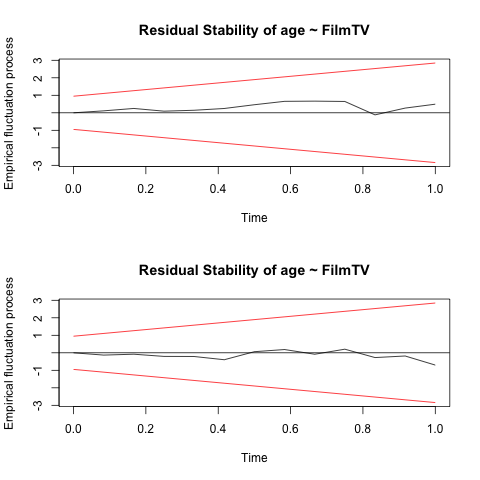 Residual Stability of age ~ FilmTV
Empirical fluctuation process
3
2
1
-1
-3
0.0 0.2 0.4 0.6 0.8 1.0
Time
Residual Stability of age ~ FilmTV
Empirical fluctuation process
3
2
1
-1
-3
0.0 0.2 0.4 0.6 0.8 1.0
Time